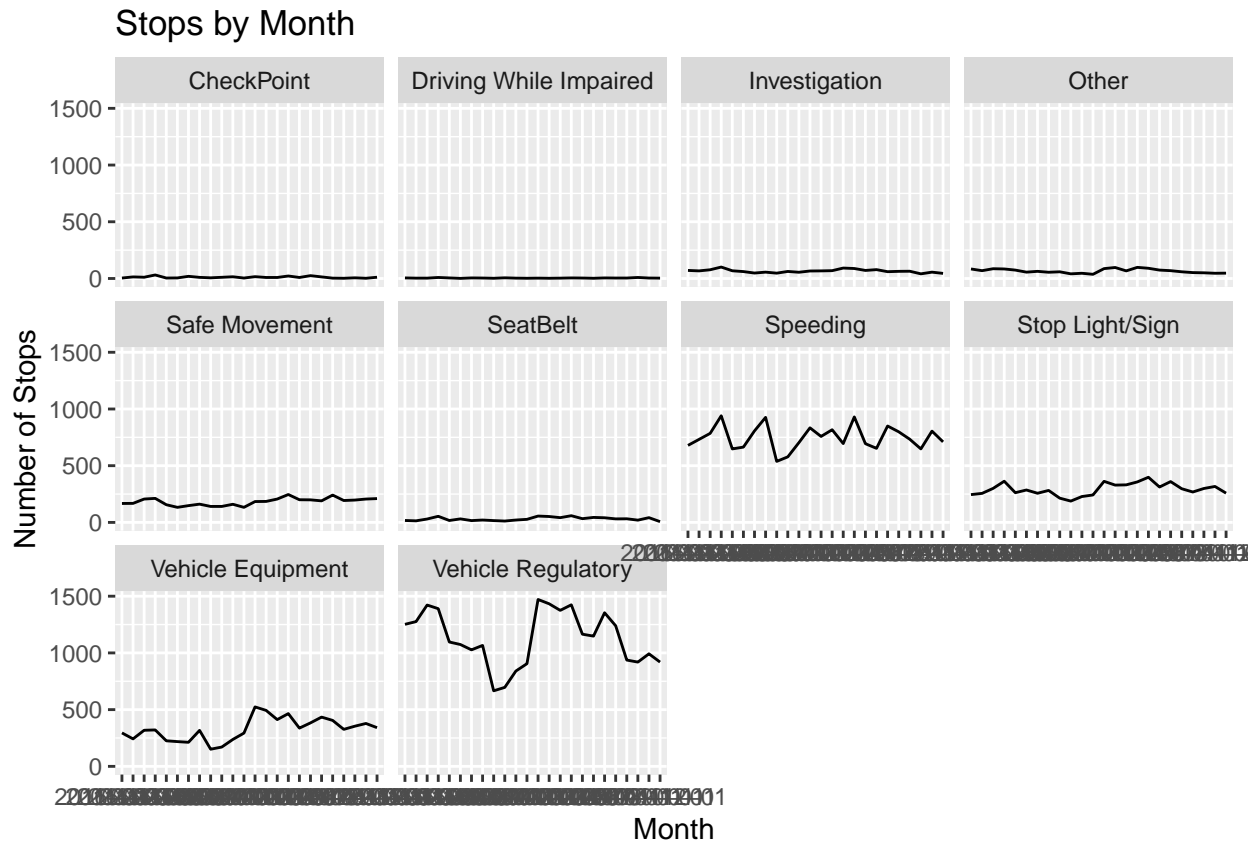 Stops by Month
CheckPoint
Driving While Impaired
Investigation
Other
1500
1000
500
0
Safe Movement
SeatBelt
Speeding
Stop Light/Sign
1500
1000
500
0
Vehicle Equipment
Vehicle Regulatory
1500
1000
500
0
Number of Stops
Month